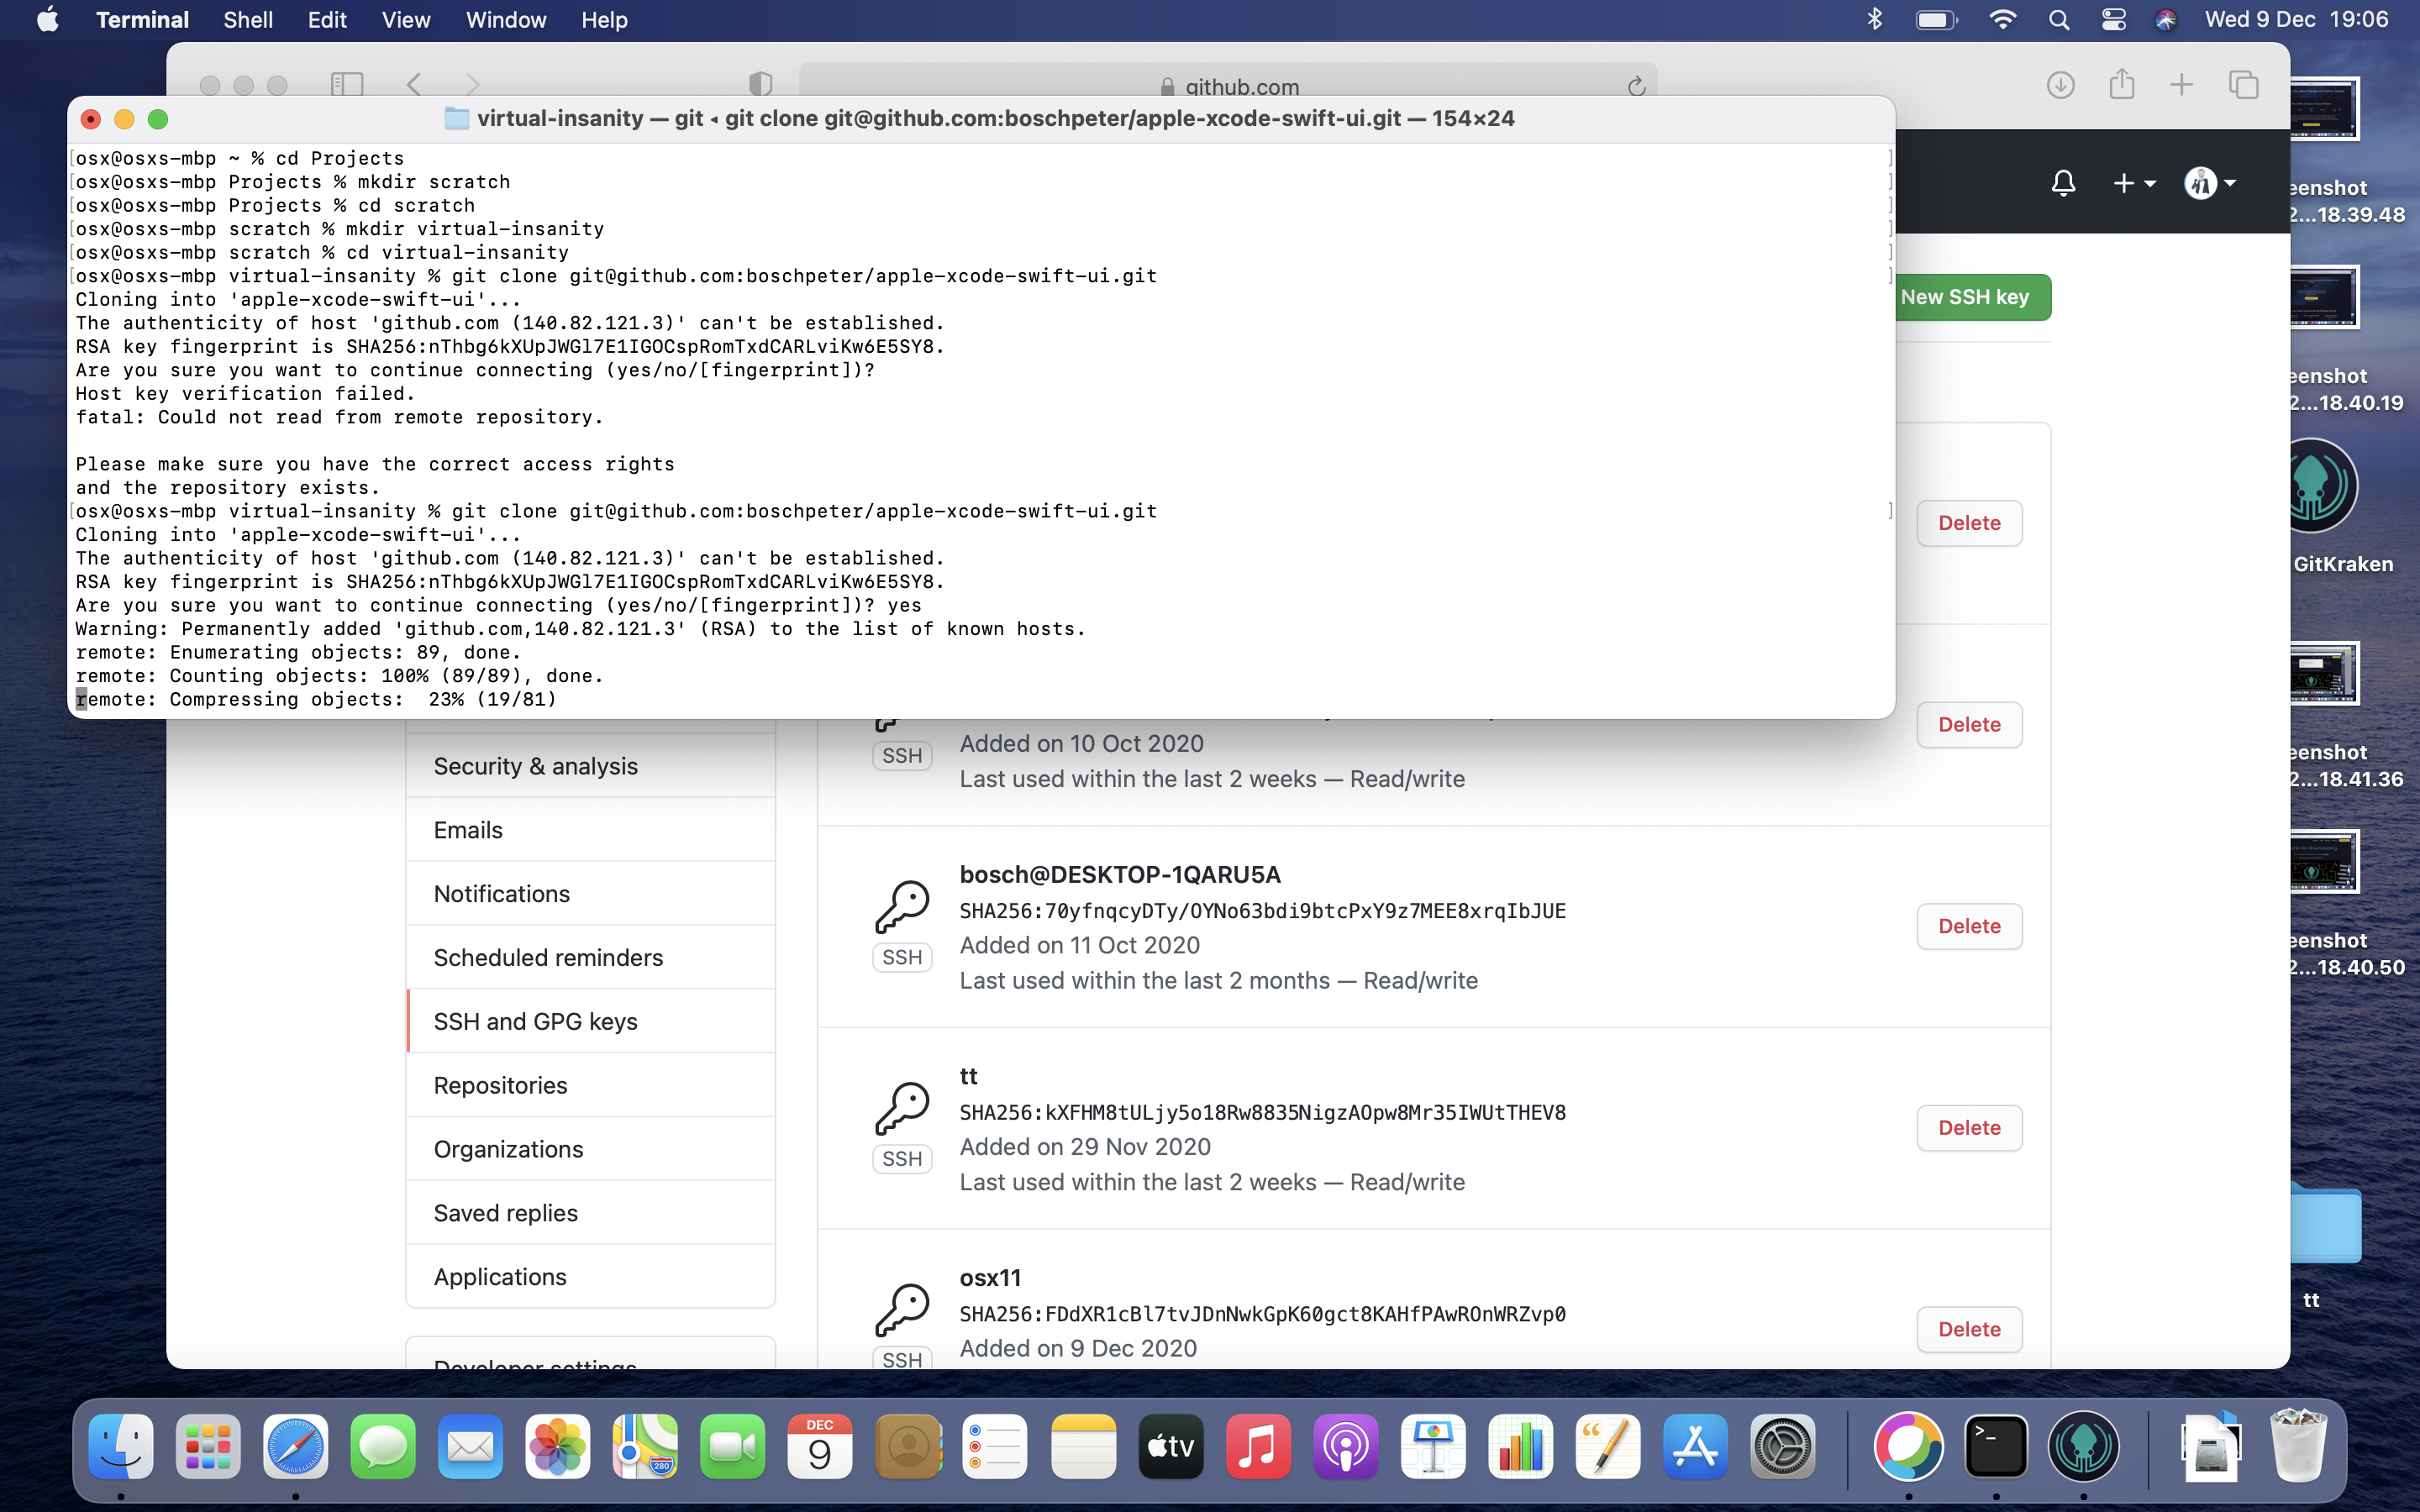 Terminal Shell Edit View Window Help
Wed 9 Dec 19:06
github.com
virtual-insanity — git ◂ git clone git@github.com:boschpeter/apple-xcode-swift-ui.git — 154×24
[osx@osxs-mbp ~ % cd Projects ]
[osx@osxs-mbp Projects % mkdir scratch ]
[osx@osxs-mbp Projects % cd scratch ]
[osx@osxs-mbp scratch % mkdir virtual-insanity ]
[osx@osxs-mbp scratch % cd virtual-insanity ]
[osx@osxs-mbp virtual-insanity % git clone git@github.com:boschpeter/apple-xcode-swift-ui.git ]
Cloning into 'apple-xcode-swift-ui'...
The authenticity of host 'github.com (140.82.121.3)' can't be established.
RSA key fingerprint is SHA256:nThbg6kXUpJWGl7E1IGOCspRomTxdCARLviKw6E5SY8.
Are you sure you want to continue connecting (yes/no/[fingerprint])?
Host key verification failed.
fatal: Could not read from remote repository.
Please make sure you have the correct access rights
and the repository exists.
[osx@osxs-mbp virtual-insanity % git clone git@github.com:boschpeter/apple-xcode-swift-ui.git ]
Cloning into 'apple-xcode-swift-ui'...
The authenticity of host 'github.com (140.82.121.3)' can't be established.
RSA key fingerprint is SHA256:nThbg6kXUpJWGl7E1IGOCspRomTxdCARLviKw6E5SY8.
Are you sure you want to continue connecting (yes/no/[fingerprint])? yes
Warning: Permanently added 'github.com,140.82.121.3' (RSA) to the list of known hosts.
remote: Enumerating objects: 89, done.
remote: Counting objects: 100% (89/89), done.
remote: Compressing objects:  23% (19/81)
New SSH key
Delete
Delete
SSH
Added on 10 Oct 2020
Last used within the last 2 weeks — Read/write
Security & analysis
Emails
Notifications
Scheduled reminders
SSH and GPG keys
Repositories
Organizations
Saved replies
Applications
Developer settings
bosch@DESKTOP-1QARU5A
SHA256:70yfnqcyDTy/OYNo63bdi9btcPxY9z7MEE8xrqIbJUE
Added on 11 Oct 2020
Last used within the last 2 months — Read/write
SSH
Delete
tt
SHA256:kXFHM8tULjy5o18Rw8835NigzAOpw8Mr35IWUtTHEV8
Added on 29 Nov 2020
Last used within the last 2 weeks — Read/write
SSH
Delete
osx11
SHA256:FDdXR1cBl7tvJDnNwkGpK60gct8KAHfPAwROnWRZvp0
Added on 9 Dec 2020
SSH
Delete
eenshot
2...18.39.48
eenshot
2...18.40.19
GitKraken
eenshot
2...18.41.36
eenshot
2...18.40.50
tt
DEC
9
280
tv